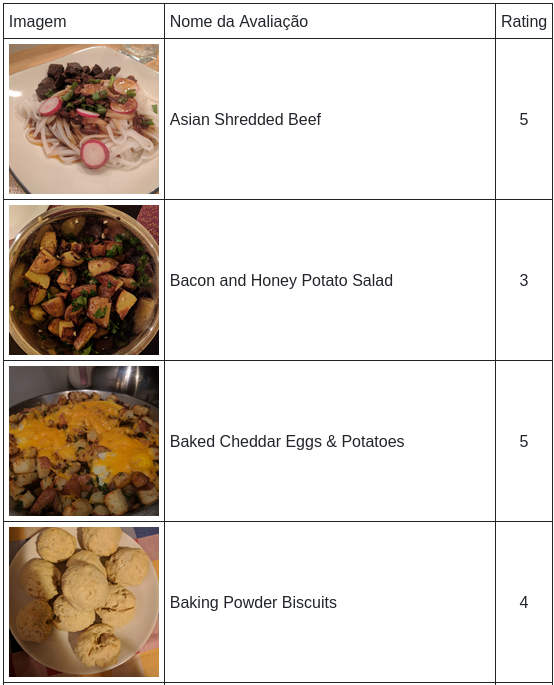 Imagem Nome da Avaliação Rating
Asian Shredded Beef 5
Bacon and Honey Potato Salad 3
Baked Cheddar Eggs & Potatoes 5
Baking Powder Biscuits 4